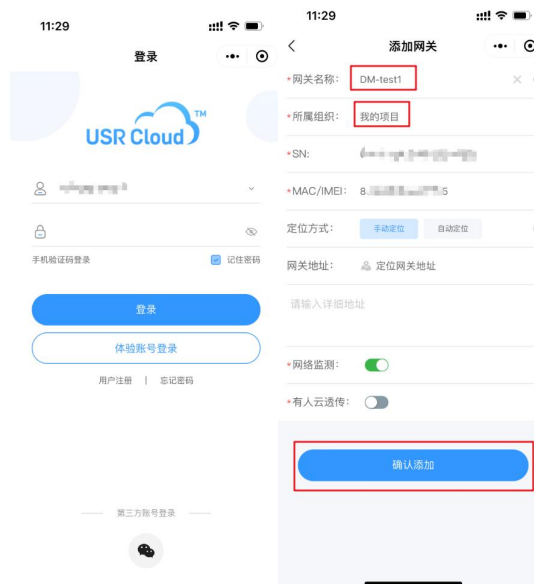 11:29
登录
USR Cloud TM
手机验证码登录 记住密码
登录
体验账号登录
用户注册 | 忘记密码
第三方账号登录
11:29
添加网关
*网关名称: DM-test1
*所属组织: 我的项目
*SN:
*MAC/IMEI: 8. 5
定位方式: 手动定位 自动定位
网关地址: 定位网关地址
请输入详细地址
*网络监测:
*有人云透传:
确认添加